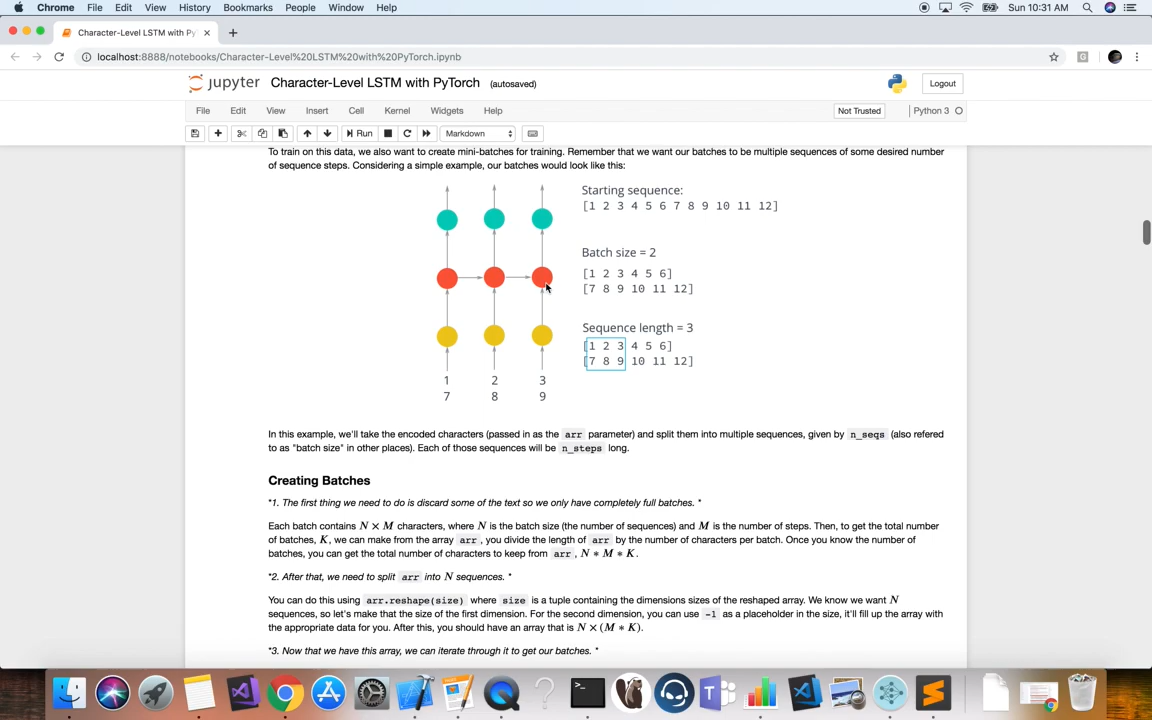 Chrome File Edit View History Bookmarks People Window Help Sun 10:31 AM
Character-Level LSTM with Py
localhost:8888/notebooks/Character-Level%20LSTM%20with%20PyTorch.ipynb
jupyter Character-Level LSTM with PyTorch (autosaved) Logout
File Edit View Insert Cell Kernel Widgets Help Not Trusted Python 3
Run Markdown
To train on this data, we also want to create mini-batches for training. Remember that we want our batches to be multiple sequences of some desired number
of sequence steps. Considering a simple example, our batches would look like this:
Starting sequence:
[1 2 3 4 5 6 7 8 9 10 11 12]
Batch size = 2
[1 2 3 4 5 6]
[7 8 9 10 11 12]
Sequence length = 3
[1 2 3 4 5 6]
[7 8 9 10 11 12]
1 2 3
7 8 9
In this example, we'll take the encoded characters (passed in as the arr parameter) and split them into multiple sequences, given by n_seqs (also refered
to as "batch size" in other places). Each of those sequences will be n_steps long.
Creating Batches
*1. The first thing we need to do is discard some of the text so we only have completely full batches. *
Each batch contains N × M characters, where N is the batch size (the number of sequences) and M is the number of steps. Then, to get the total number
of batches, K, we can make from the array arr, you divide the length of arr by the number of characters per batch. Once you know the number of
batches, you can get the total number of characters to keep from arr, N * M * K.
*2. After that, we need to split arr into N sequences. *
You can do this using arr.reshape(size) where size is a tuple containing the dimensions sizes of the reshaped array. We know we want N
sequences, so let's make that the size of the first dimension. For the second dimension, you can use -1 as a placeholder in the size, it'll fill up the array with
the appropriate data for you. After this, you should have an array that is N × (M * K).
*3. Now that we have this array, we can iterate through it to get our batches. *